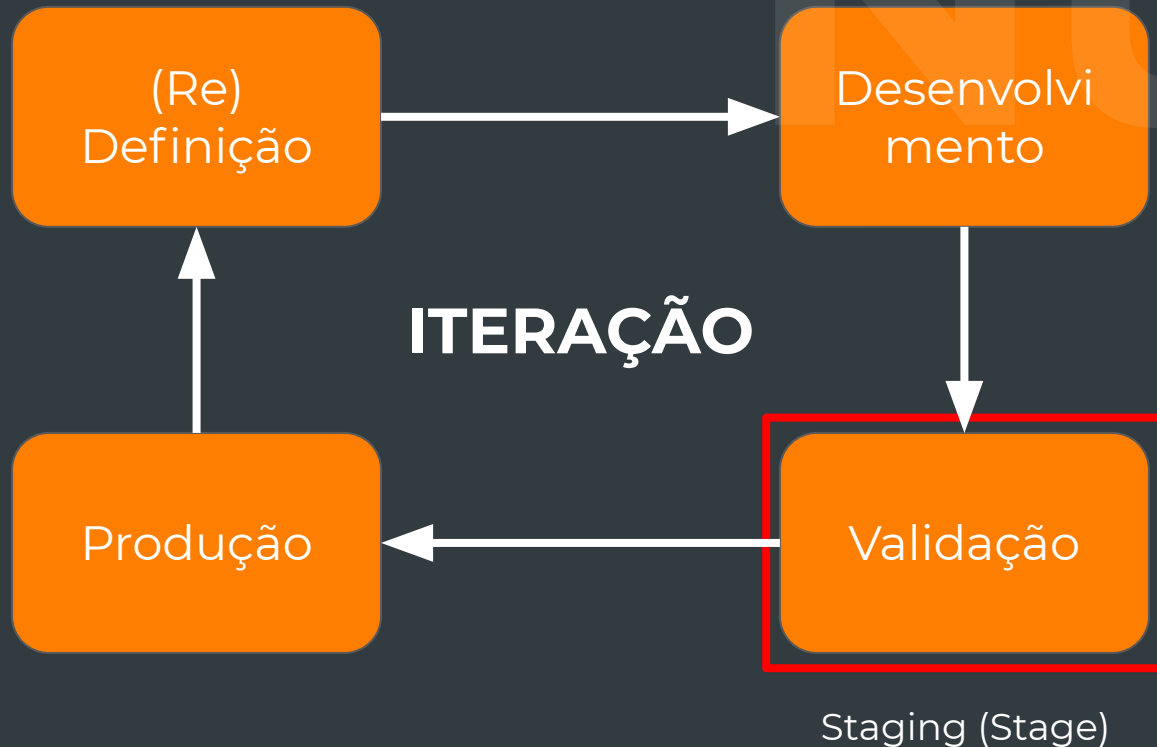 (Re)
Definição
Desenvolvi
mento
ITERAÇÃO
Produção
Validação
Staging (Stage)